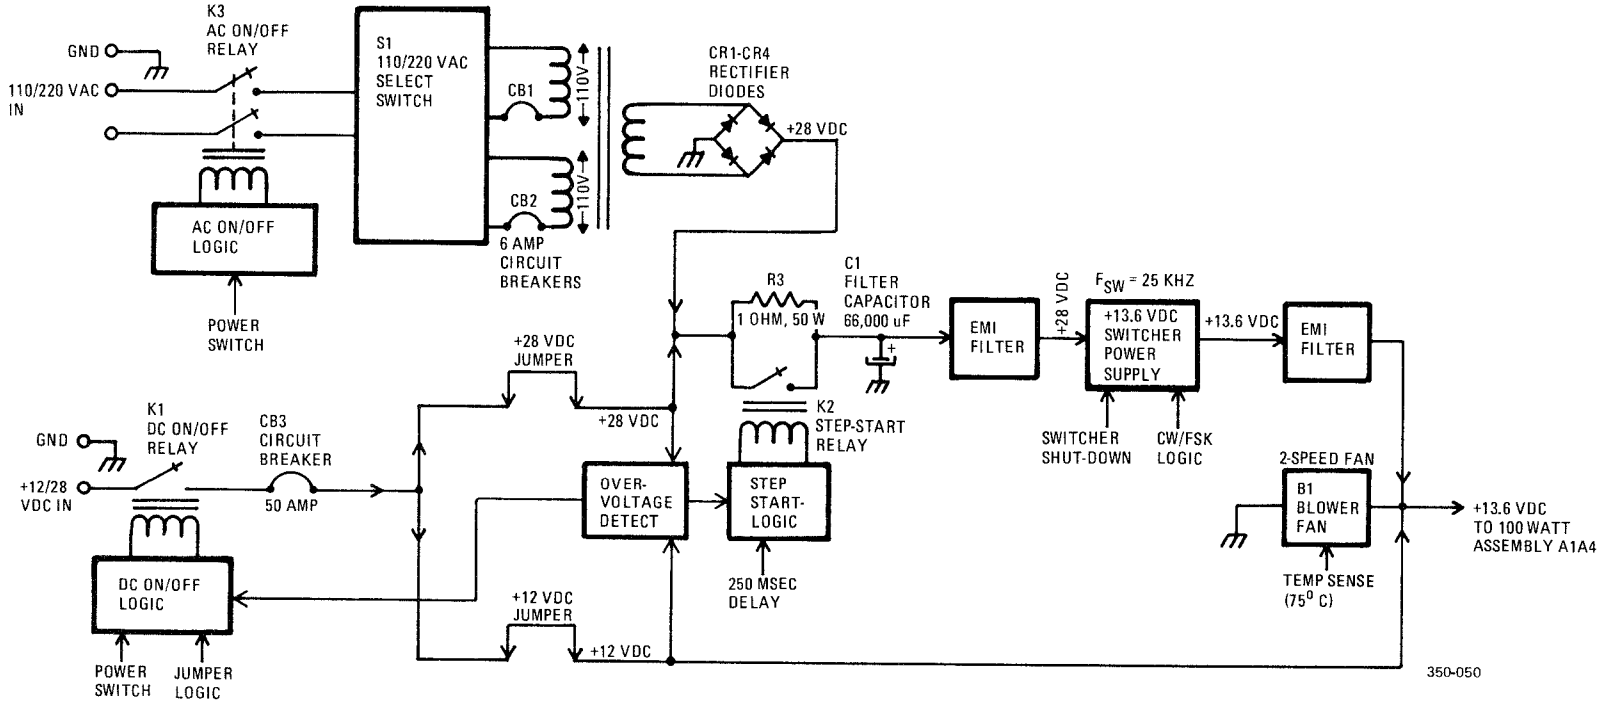 K3
AC ON/OFF
RELAY
GND
110/220 VAC
IN
S1
110/220 VAC
SELECT
SWITCH
CB1
110V
CB2
110V
6 AMP
CIRCUIT
BREAKERS
CR1-CR4
RECTIFIER
DIODES
+28 VDC
AC ON/OFF
LOGIC
POWER
SWITCH
R3
1 OHM, 50 W
C1
FILTER
CAPACITOR
66,000 uF
+
EMI
FILTER
+28 VDC
FSW = 25 KHZ
+13.6 VDC
SWITCHER
POWER
SUPPLY
+13.6 VDC
EMI
FILTER
SWITCHER
SHUT-DOWN
CW/FSK
LOGIC
+28 VDC
JUMPER
+28 VDC
K2
STEP-START
RELAY
K1
DC ON/OFF
RELAY
GND
+12/28
VDC IN
CB3
CIRCUIT
BREAKER
50 AMP
OVER-
VOLTAGE
DETECT
STEP
START-
LOGIC
250 MSEC
DELAY
2-SPEED FAN
B1
BLOWER
FAN
TEMP SENSE
(75⁰ C)
+13.6 VDC
TO 100 WATT
ASSEMBLY A1A4
DC ON/OFF
LOGIC
POWER
SWITCH
JUMPER
LOGIC
+12 VDC
JUMPER
+12 VDC
350-050